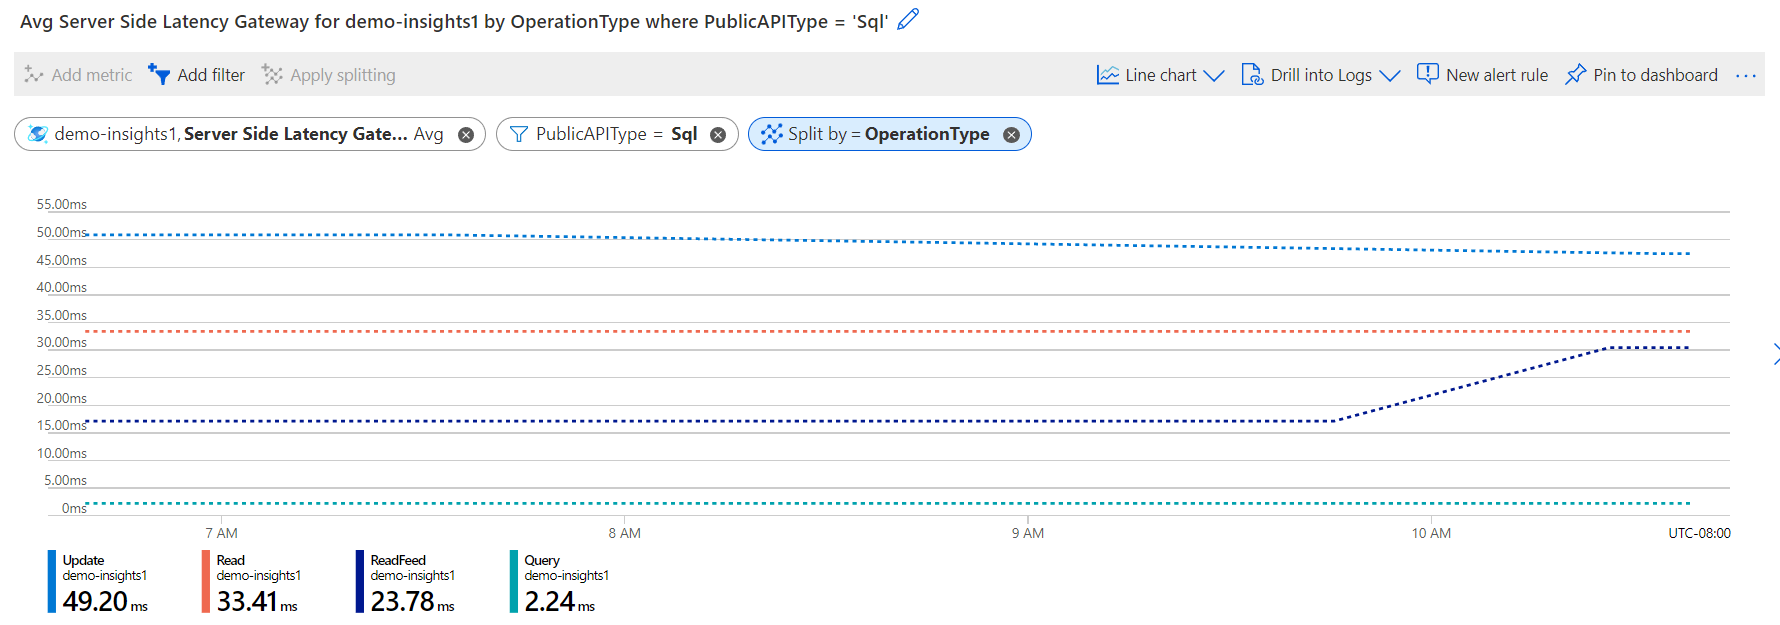 Avg Server Side Latency Gateway for demo-insights1 by OperationType where PublicAPIType = 'Sql'
Add metric Add filter Apply splitting Line chart Drill into Logs New alert rule Pin to dashboard ...
demo-insights1, Server Side Latency Gate... Avg PublicAPIType = Sql Split by = OperationType
55.00ms
50.00ms
45.00ms
40.00ms
35.00ms
30.00ms
25.00ms
20.00ms
15.00ms
10.00ms
5.00ms
0ms
7 AM 8 AM 9 AM 10 AM UTC-08:00
Update Read ReadFeed Query
demo-insights1 demo-insights1 demo-insights1 demo-insights1
49.20 ms 33.41 ms 23.78 ms 2.24 ms